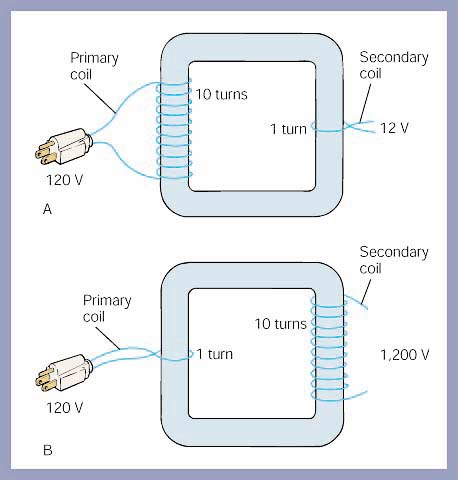 Primary
coil
Secondary
coil
10 turns
1 turn
12 V
120 V
A
Secondary
coil
Primary
coil
10 turns
1 turn
1,200 V
120 V
B